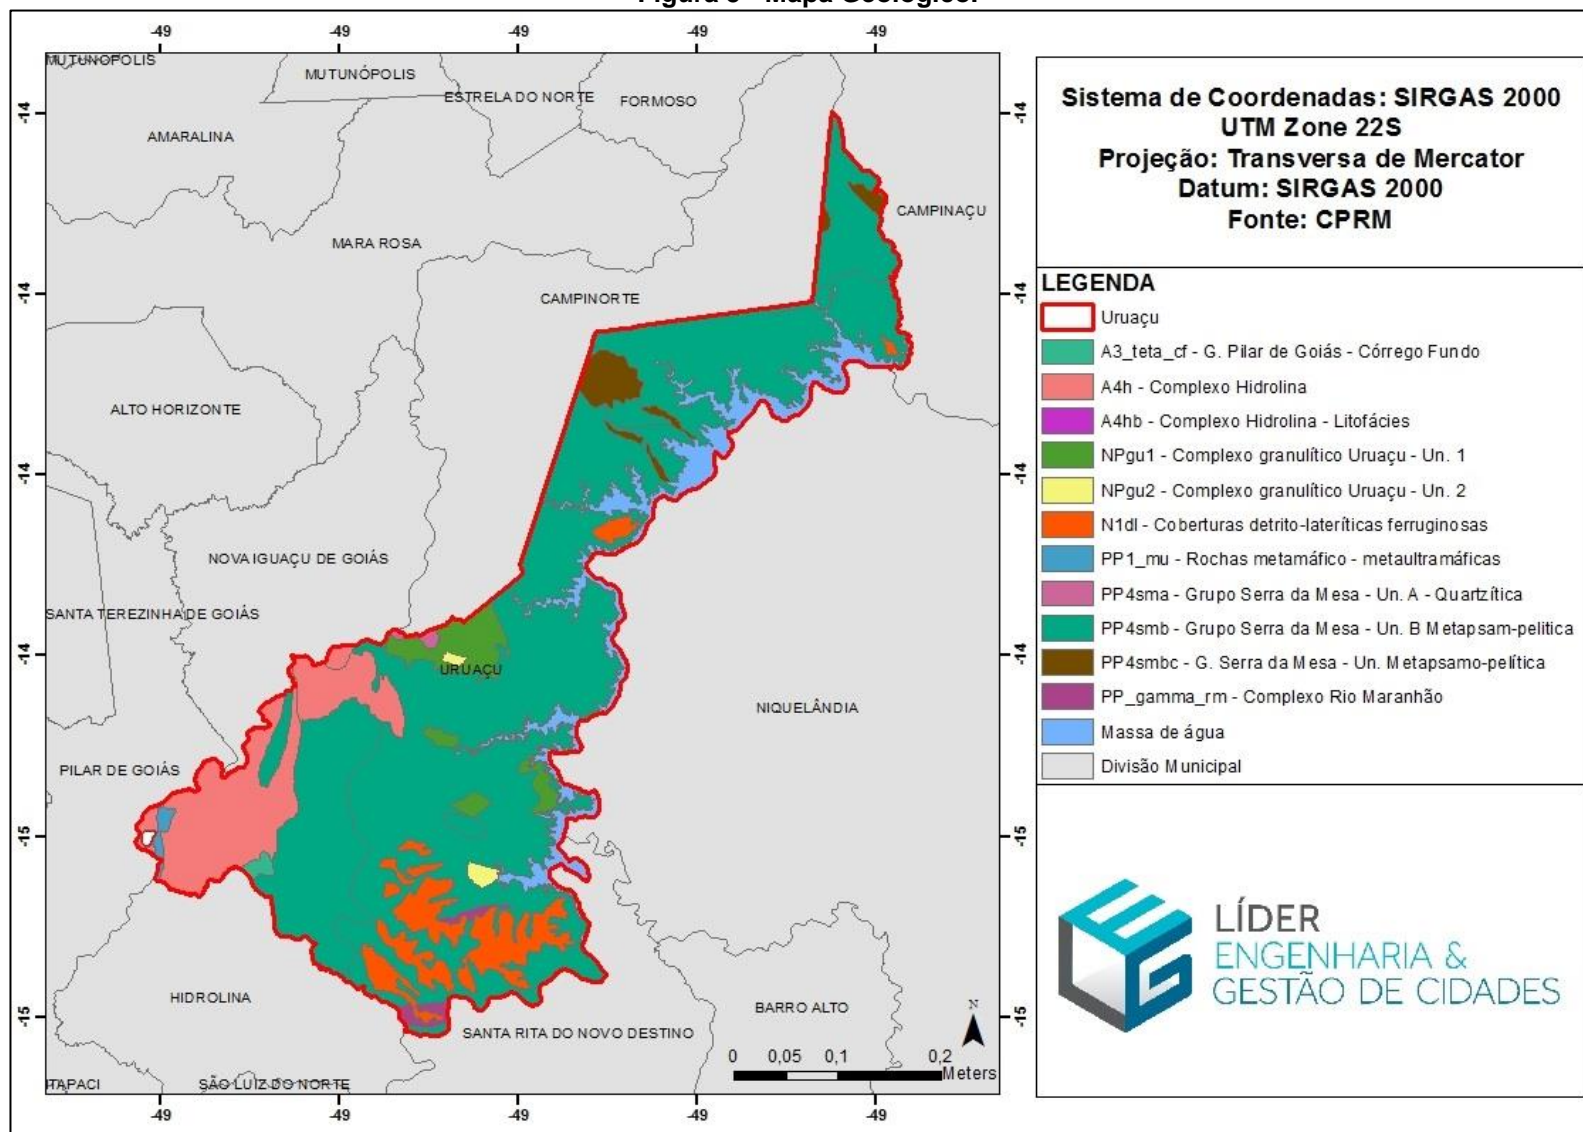 -49 -49 -49 -49 -49
MUTUNÓPOLIS
MUTUNÓPOLIS
ESTRELA DO NORTE
FORMOSO
-14 -14
AMARALINA
CAMPINAÇU
MARA ROSA
-14 -14
CAMPINORTE
ALTO HORIZONTE
-14 -14
NOVA IGUAÇU DE GOIÁS
SANTA TEREZINHA DE GOIÁS
-14 -14
URUAÇU
NIQUELÂNDIA
PILAR DE GOIÁS
-15 -15
HIDROLINA
BARRO ALTO
N
-15 -15
SANTA RITA DO NOVO DESTINO
0 0,05 0,1 0,2
Meters
ITAPACI
SÃO LUIZ DO NORTE
-49 -49 -49 -49 -49
Sistema de Coordenadas: SIRGAS 2000
UTM Zone 22S
Projeção: Transversa de Mercator
Datum: SIRGAS 2000
Fonte: CPRM
LEGENDA
Uruaçu
A3_teta_cf - G. Pilar de Goiás - Córrego Fundo
A4h - Complexo Hidrolina
A4hb - Complexo Hidrolina - Litofácies
NPgu1 - Complexo granulítico Uruaçu - Un. 1
NPgu2 - Complexo granulítico Uruaçu - Un. 2
N1dl - Coberturas detrito-lateríticas ferruginosas
PP1_mu - Rochas metamáfico - metaultramáficas
PP4sma - Grupo Serra da Mesa - Un. A - Quartzítica
PP4smb - Grupo Serra da Mesa - Un. B Metapsam-pelitica
PP4smbc - G. Serra da Mesa - Un. Metapsamo-pelítica
PP_gamma_rm - Complexo Rio Maranhão
Massa de água
Divisão Municipal
LÍDER
ENGENHARIA &
GESTÃO DE CIDADES